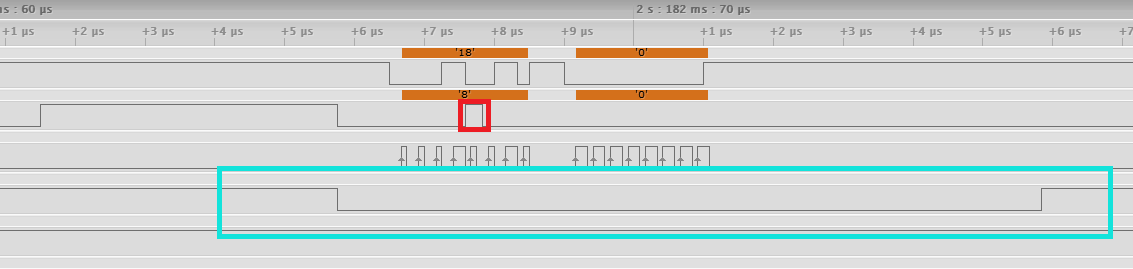 ms : 60 µs 2 s : 182 ms : 70 µs
+1 µs +2 µs +3 µs +4 µs +5 µs +6 µs +7 µs +8 µs +9 µs +1 µs +2 µs +3 µs +4 µs +5 µs +6 µs +7
'18' '0'
'8' '0'